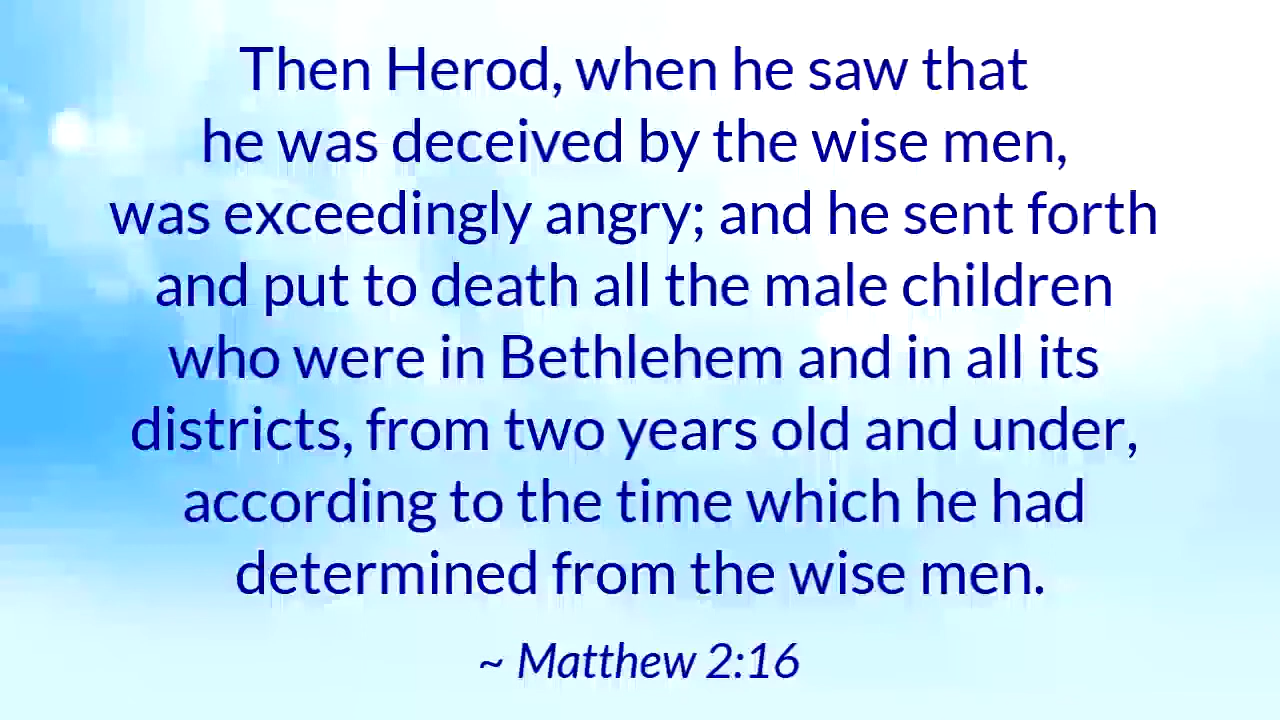 Then Herod, when he saw that
he was deceived by the wise men,
was exceedingly angry; and he sent forth
and put to death all the male children
who were in Bethlehem and in all its
districts, from two years old and under,
according to the time which he had
determined from the wise men.
~ Matthew 2:16